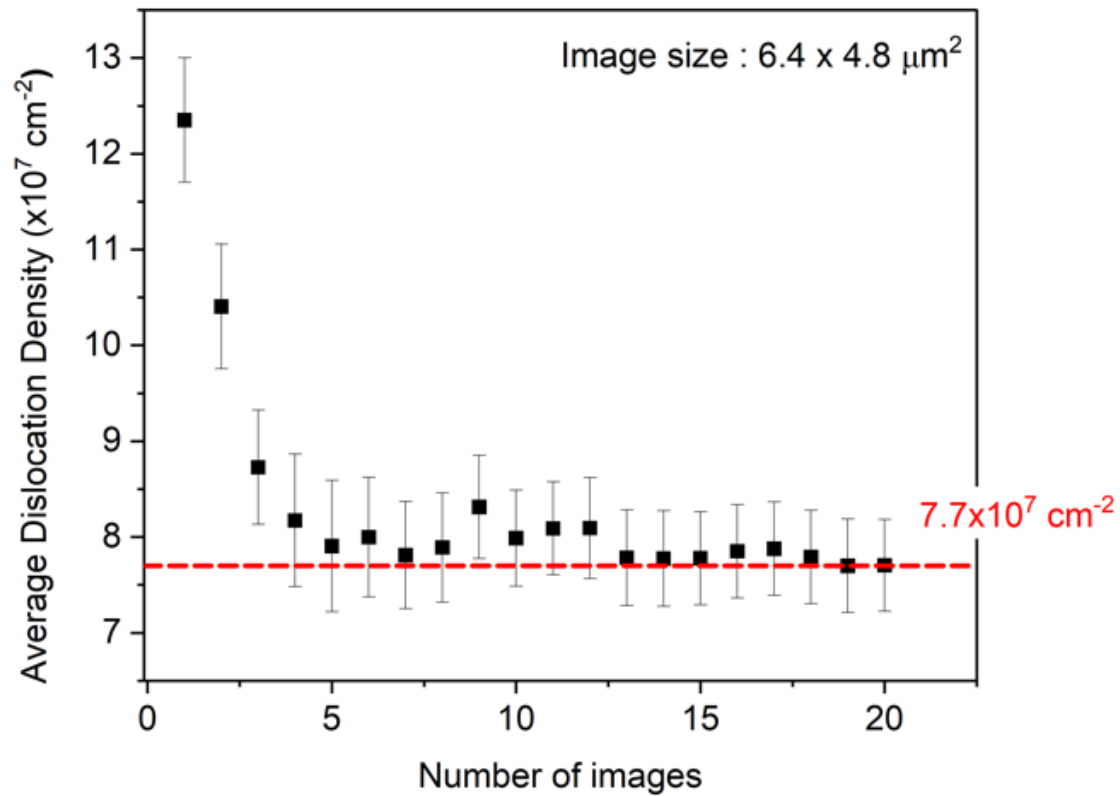 Image size : 6.4 x 4.8 μm²
Average Dislocation Density (x10⁷ cm⁻²)
13
12
11
10
9
8
7
7.7x10⁷ cm⁻²
0 5 10 15 20
Number of images